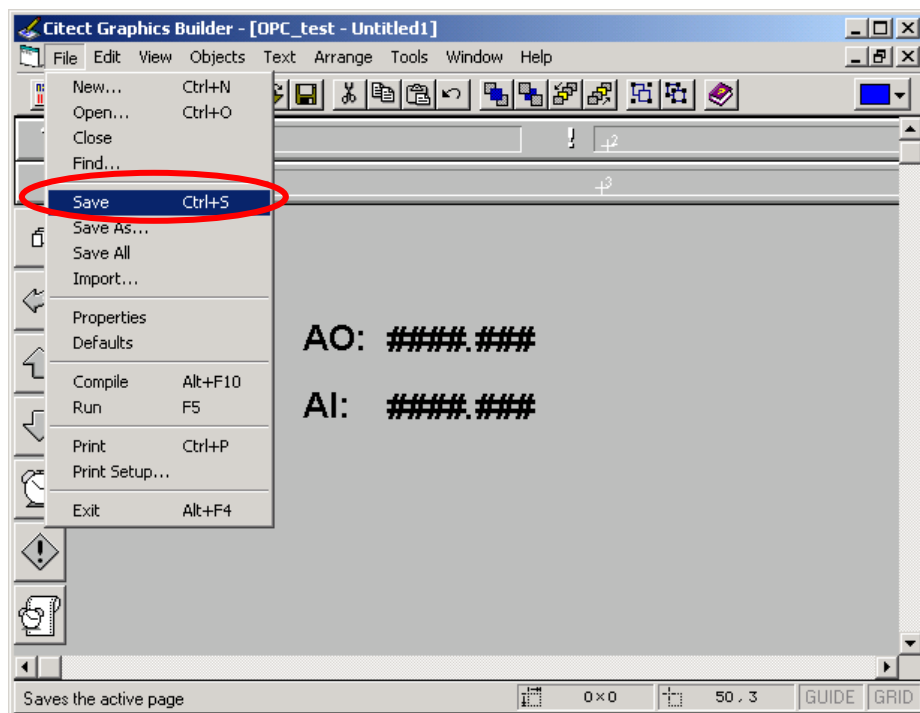 Citect Graphics Builder - [OPC_test - Untitled1]
File Edit View Objects Text Arrange Tools Window Help
New... Ctrl+N
Open... Ctrl+O
Close
Find...
Save Ctrl+S
Save As...
Save All
Import...
Properties
Defaults
Compile Alt+F10
Run F5
Print Ctrl+P
Print Setup...
Exit Alt+F4
+2
+3
AO: ####.###
AI: ####.###
Saves the active page 0×0 50,3 GUIDE GRID